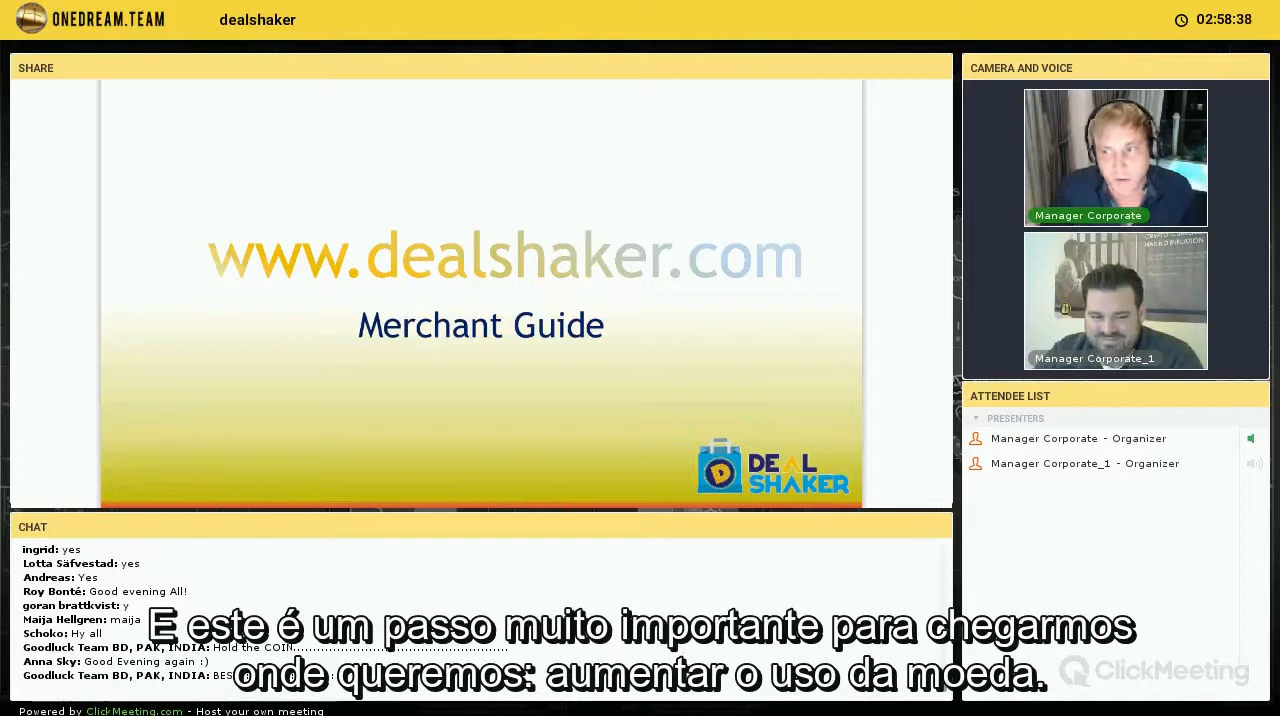 ONEDREAM.TEAM
dealshaker
02:58:38
SHARE
www.dealshaker.com
Merchant Guide
DEAL
SHAKER
CAMERA AND VOICE
Manager Corporate
HAS NO INFLATION
Manager Corporate_1
ATTENDEE LIST
PRESENTERS
Manager Corporate - Organizer
Manager Corporate_1 - Organizer
CHAT
ingrid: yes
Lotta Säfvestad: yes
Andreas: Yes
Roy Bonté: Good evening All!
goran brattkvist: y
Maija Hellgren: maija
Schoko: Hy all
Goodluck Team BD, PAK, INDIA: Hold the COIN
Anna Sky: Good Evening again :)
Goodluck Team BD, PAK, INDIA:
E este é um passo muito importante para chegarmos
onde queremos: aumentar o uso da moeda.
ClickMeeting
Powered by ClickMeeting.com - Host your own meeting